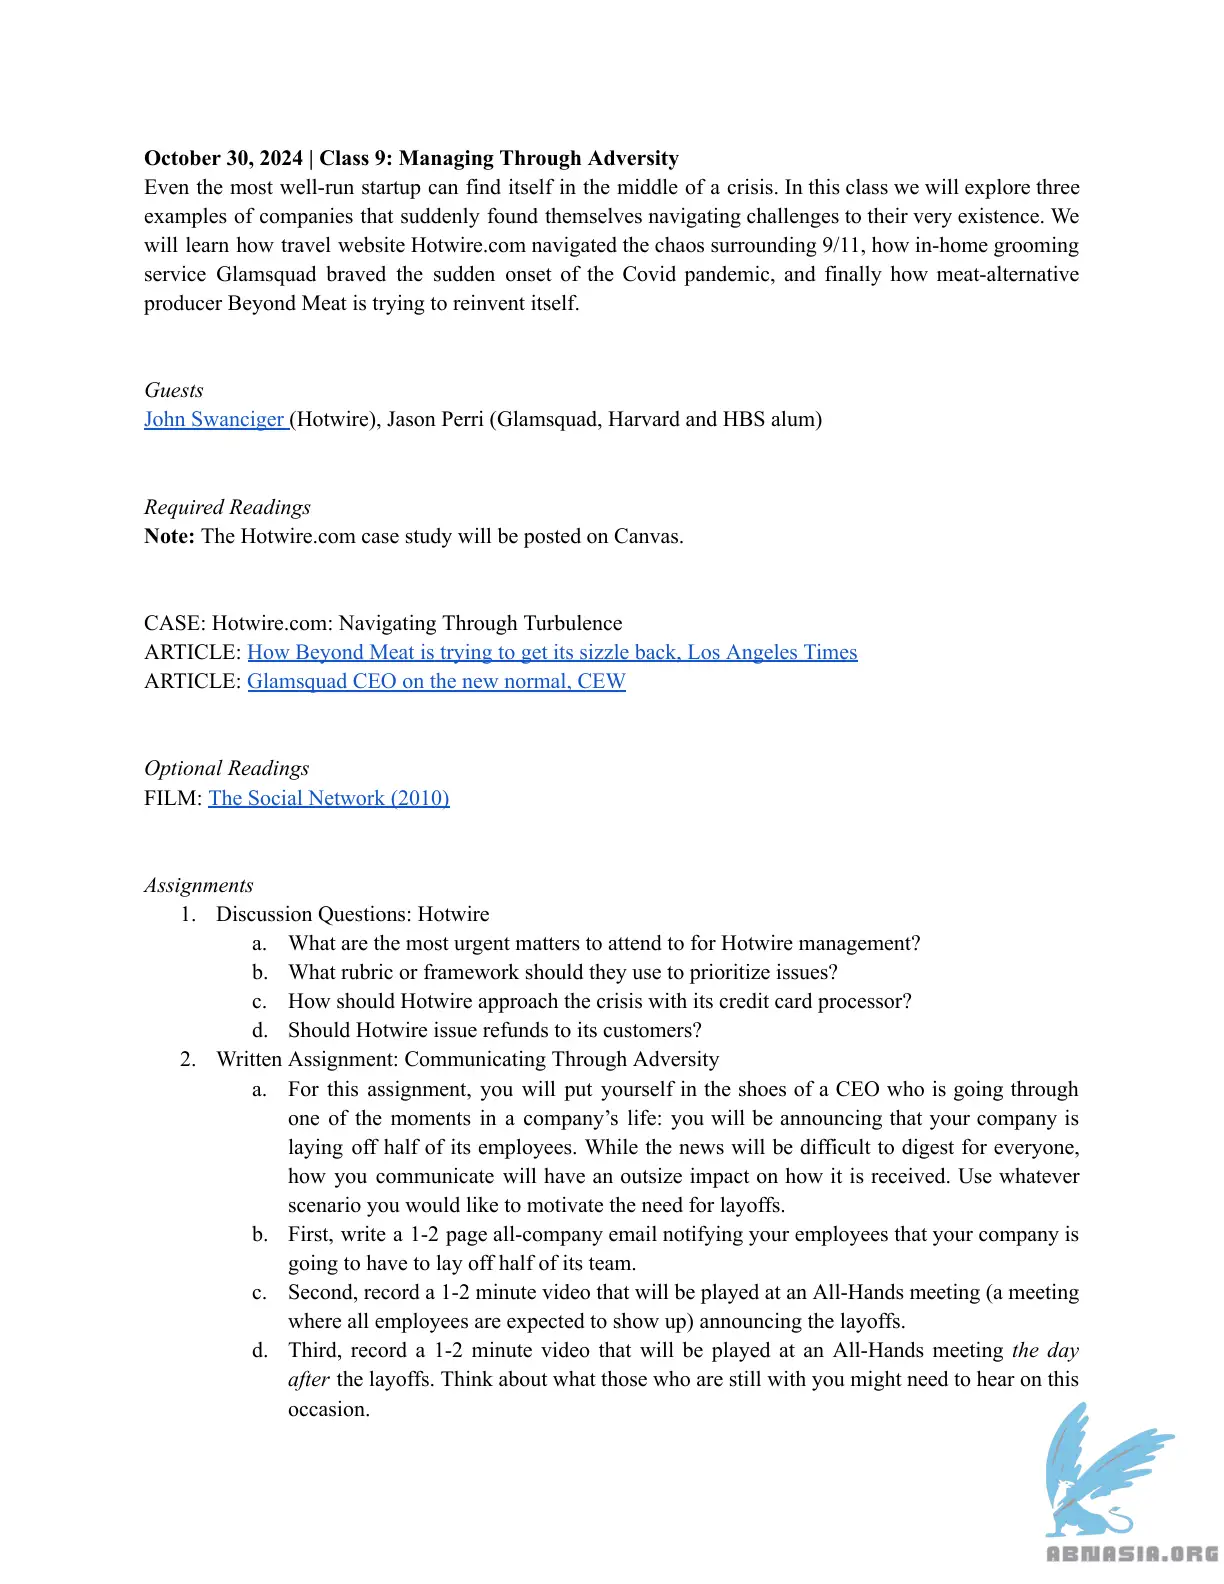 October 30, 2024 | Class 9: Managing Through Adversity
Even the most well-run startup can find itself in the middle of a crisis. In this class we will explore three
examples of companies that suddenly found themselves navigating challenges to their very existence. We
will learn how travel website Hotwire.com navigated the chaos surrounding 9/11, how in-home grooming
service Glamsquad braved the sudden onset of the Covid pandemic, and finally how meat-alternative
producer Beyond Meat is trying to reinvent itself.
Guests
John Swanciger (Hotwire), Jason Perri (Glamsquad, Harvard and HBS alum)
Required Readings
Note: The Hotwire.com case study will be posted on Canvas.
CASE: Hotwire.com: Navigating Through Turbulence
ARTICLE: How Beyond Meat is trying to get its sizzle back, Los Angeles Times
ARTICLE: Glamsquad CEO on the new normal, CEW
Optional Readings
FILM: The Social Network (2010)
Assignments
1. Discussion Questions: Hotwire
a. What are the most urgent matters to attend to for Hotwire management?
b. What rubric or framework should they use to prioritize issues?
c. How should Hotwire approach the crisis with its credit card processor?
d. Should Hotwire issue refunds to its customers?
2. Written Assignment: Communicating Through Adversity
a. For this assignment, you will put yourself in the shoes of a CEO who is going through
one of the moments in a company’s life: you will be announcing that your company is
laying off half of its employees. While the news will be difficult to digest for everyone,
how you communicate will have an outsize impact on how it is received. Use whatever
scenario you would like to motivate the need for layoffs.
b. First, write a 1-2 page all-company email notifying your employees that your company is
going to have to lay off half of its team.
c. Second, record a 1-2 minute video that will be played at an All-Hands meeting (a meeting
where all employees are expected to show up) announcing the layoffs.
d. Third, record a 1-2 minute video that will be played at an All-Hands meeting the day
after the layoffs. Think about what those who are still with you might need to hear on this
occasion.
ABNASIA.ORG